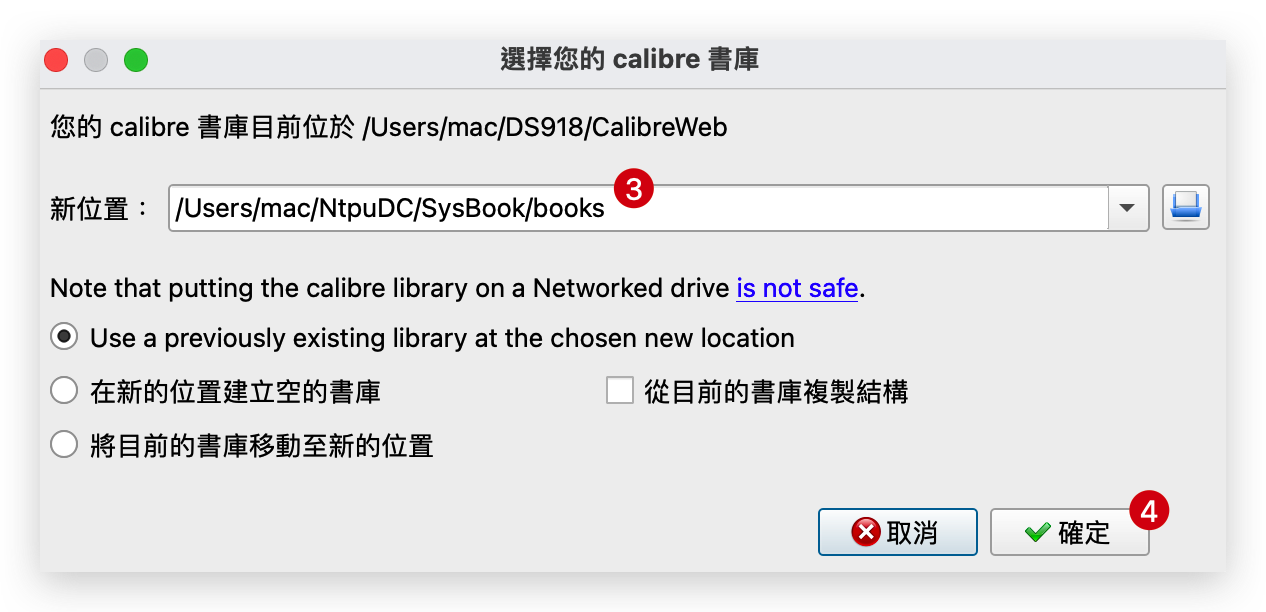 選擇您的 calibre 書庫
您的 calibre 書庫目前位於 /Users/mac/DS918/CalibreWeb
3
新位置： /Users/mac/NtpuDC/SysBook/books
Note that putting the calibre library on a Networked drive is not safe.
Use a previously existing library at the chosen new location
在新的位置建立空的書庫 從目前的書庫複製結構
將目前的書庫移動至新的位置
4
取消 確定